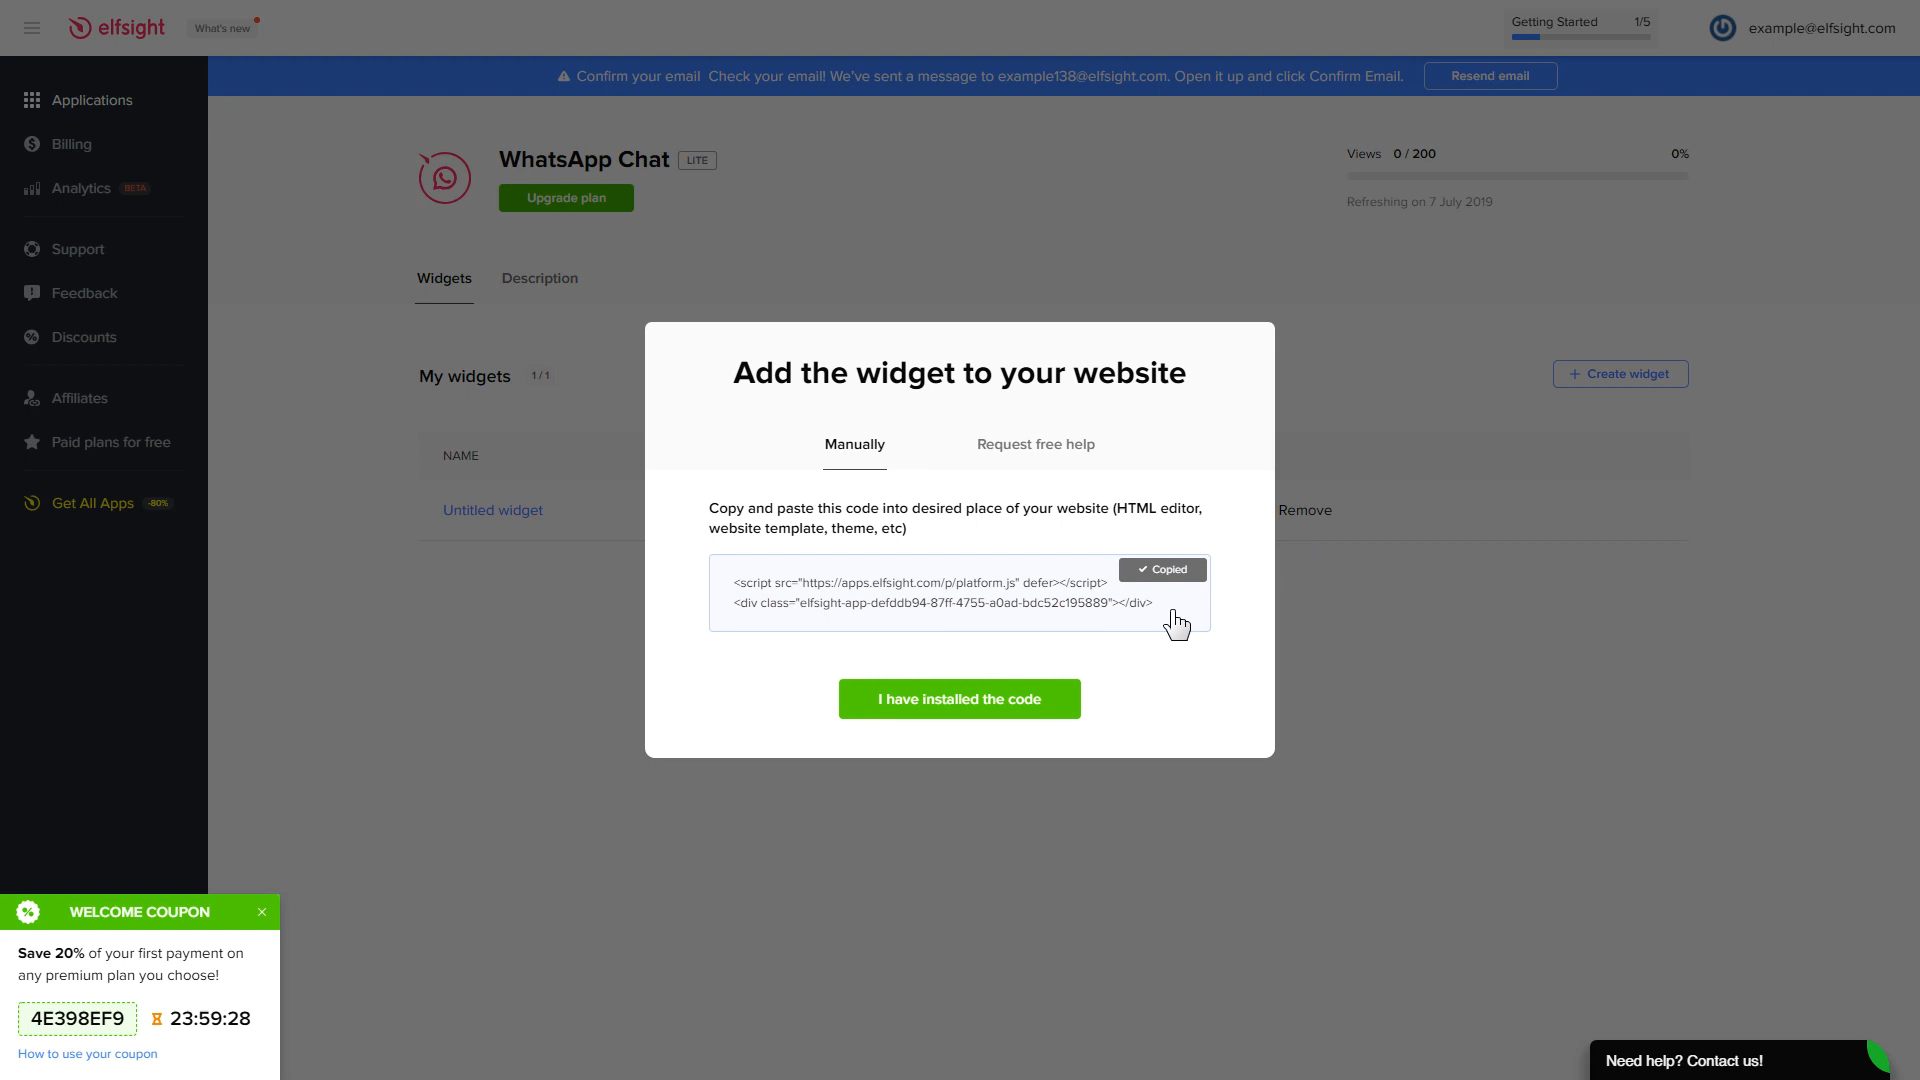 elfsight
What's new
Getting Started 1/5
example@elfsight.com
Confirm your email Check your email! We've sent a message to example138@elfsight.com. Open it up and click Confirm Email.
Resend email
Applications
Billing
Analytics BETA
Support
Feedback
Discounts
Affiliates
Paid plans for free
Get All Apps -80%
WhatsApp Chat LITE
Upgrade plan
Views 0 / 200 0%
Refreshing on 7 July 2019
Widgets Description
My widgets 1 / 1
+ Create widget
NAME
Untitled widget
Remove
Add the widget to your website
Manually Request free help
Copy and paste this code into desired place of your website (HTML editor,
website template, theme, etc)
Copied
<script src="https://apps.elfsight.com/p/platform.js" defer></script>
<div class="elfsight-app-defddb94-87ff-4755-a0ad-bdc52c195889"></div>
I have installed the code
WELCOME COUPON
Save 20% of your first payment on
any premium plan you choose!
4E398EF9 23:59:28
How to use your coupon
Need help? Contact us!